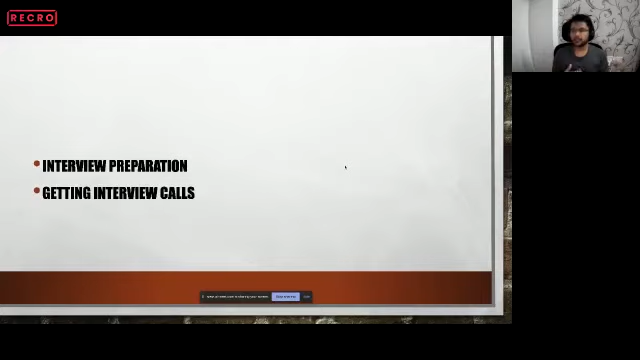 RECRO
INTERVIEW PREPARATION
GETTING INTERVIEW CALLS